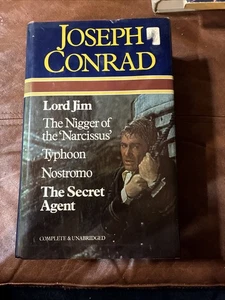 JOSEPH
CONRAD
Lord Jim
The Nigger of
the 'Narcissus'
Typhoon
Nostromo
The Secret
Agent
COMPLETE & UNABRIDGED